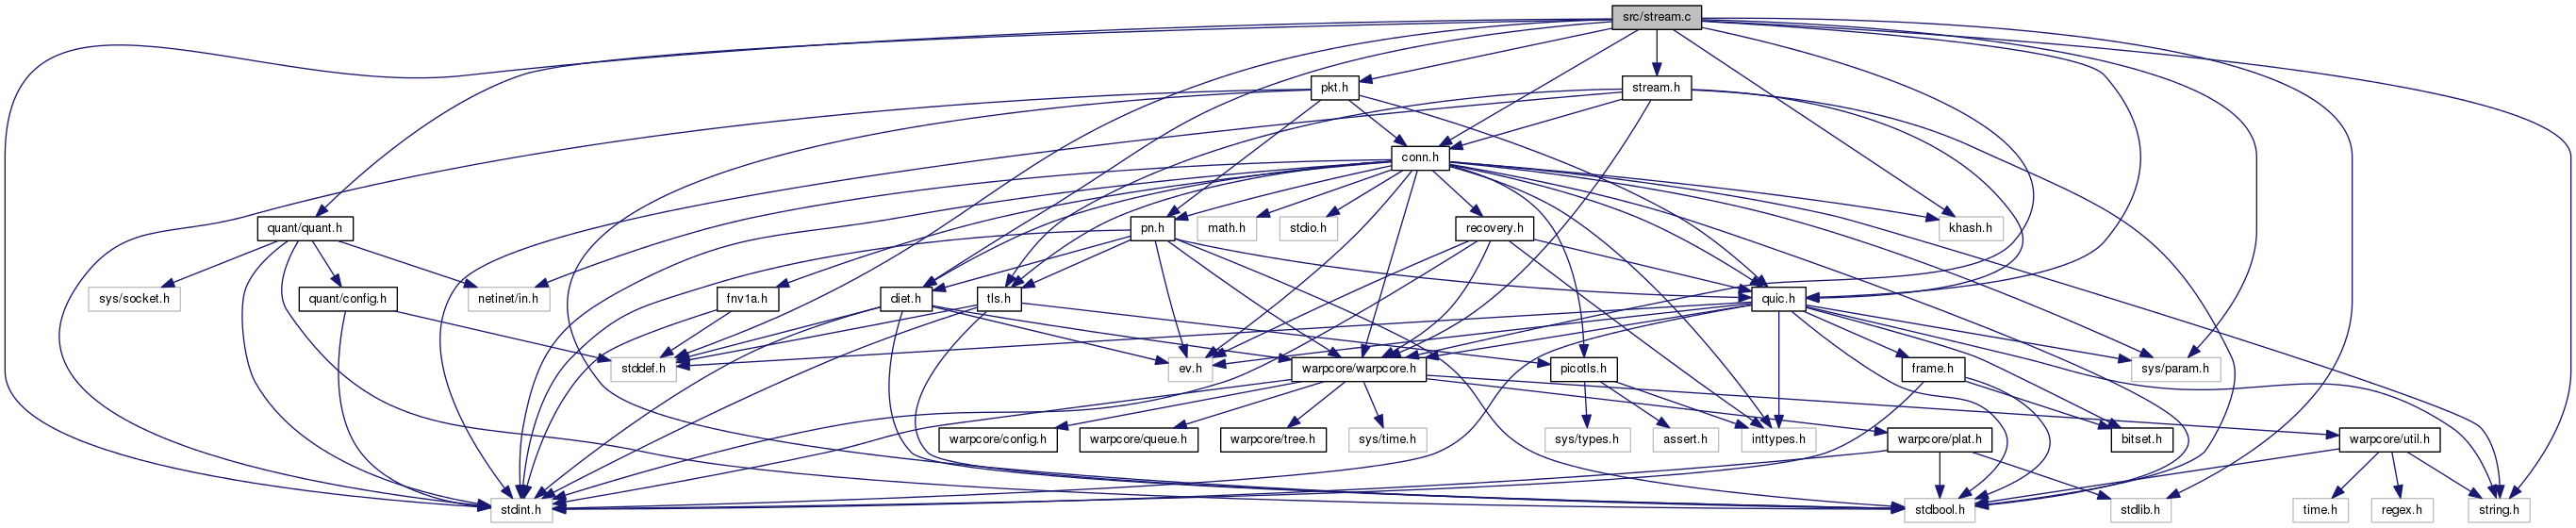 src/stream.c
pkt.h
stream.h
conn.h
quant/quant.h
pn.h
math.h
stdio.h
recovery.h
khash.h
sys/socket.h
quant/config.h
netinet/in.h
fnv1a.h
diet.h
tls.h
quic.h
stddef.h
ev.h
warpcore/warpcore.h
picotls.h
frame.h
sys/param.h
warpcore/config.h
warpcore/queue.h
warpcore/tree.h
sys/time.h
sys/types.h
assert.h
inttypes.h
warpcore/plat.h
bitset.h
warpcore/util.h
stdint.h
stdbool.h
stdlib.h
time.h
regex.h
string.h